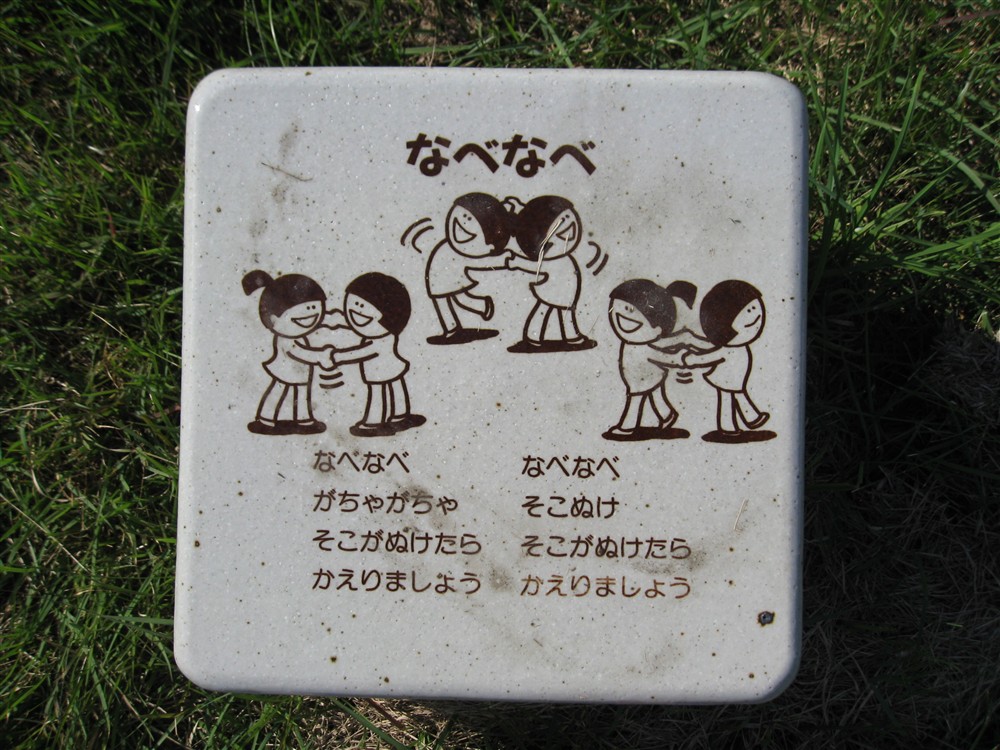 なべなべ
なべなべ
がちゃがちゃ
そこがぬけたら
かえりましょう
なべなべ
そこぬけ
そこがぬけたら
かえりましょう